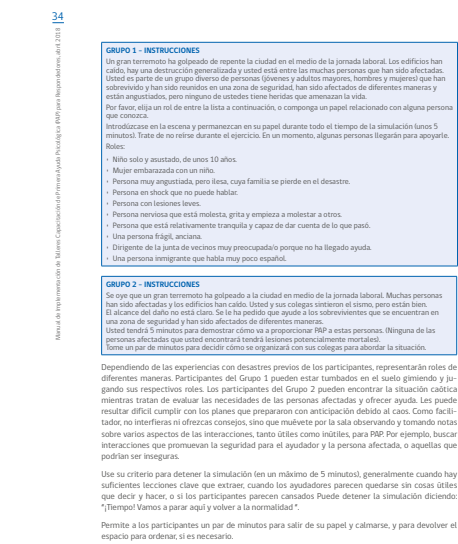 34
Manual de Implementación de Talleres Capacitación de Primera Ayuda Psicológica (PAP) para Respondedores, abril 2018
GRUPO 1 – INSTRUCCIONES
Un gran terremoto ha golpeado de repente la ciudad en el medio de la jornada laboral. Los edificios han
caído, hay una destrucción generalizada y usted está entre las muchas personas que han sido afectadas.
Usted es parte de un grupo diverso de personas (jóvenes y adultos mayores, hombres y mujeres) que han
sobrevivido y han sido reunidos en una zona de seguridad, han sido afectados de diferentes maneras y
están angustiados, pero ninguno de ustedes tiene heridas que amenazan la vida.
Por favor, elija un rol de entre la lista a continuación, o componga un papel relacionado con alguna persona
que conozca.
Introdúzcase en la escena y permanezcan en su papel durante todo el tiempo de la simulación (unos 5
minutos). Trate de no reírse durante el ejercicio. En un momento, algunas personas llegarán para apoyarle.
Roles:
› Niño solo y asustado, de unos 10 años.
› Mujer embarazada con un niño.
› Persona muy angustiada, pero ilesa, cuya familia se pierde en el desastre.
› Persona en shock que no puede hablar.
› Persona con lesiones leves.
› Persona nerviosa que está molesta, grita y empieza a molestar a otros.
› Persona que está relativamente tranquila y capaz de dar cuenta de lo que pasó.
› Una persona frágil, anciana.
› Dirigente de la junta de vecinos muy preocupada/o porque no ha llegado ayuda.
› Una persona inmigrante que habla muy poco español.
GRUPO 2 – INSTRUCCIONES
Se oye que un gran terremoto ha golpeado a la ciudad en medio de la jornada laboral. Muchas personas
han sido afectadas y los edificios han caído. Usted y sus colegas sintieron el sismo, pero están bien.
El alcance del daño no está claro. Se le ha pedido que ayude a los sobrevivientes que se encuentran en
una zona de seguridad y han sido afectados de diferentes maneras.
Usted tendrá 5 minutos para demostrar cómo va a proporcionar PAP a estas personas. (Ninguna de las
personas afectadas que usted encontrará tendrá lesiones potencialmente mortales).
Tome un par de minutos para decidir cómo se organizará con sus colegas para abordar la situación.
Dependiendo de las experiencias con desastres previos de los participantes, representarán roles de
diferentes maneras. Participantes del Grupo 1 pueden estar tumbados en el suelo gimiendo y ju-
gando sus respectivos roles. Los participantes del Grupo 2 pueden encontrar la situación caótica
mientras tratan de evaluar las necesidades de las personas afectadas y ofrecer ayuda. Les puede
resultar difícil cumplir con los planes que prepararon con anticipación debido al caos. Como facili-
tador, no interfieras ni ofrezcas consejos, sino que muévete por la sala observando y tomando notas
sobre varios aspectos de las interacciones, tanto útiles como inútiles, para PAP. Por ejemplo, buscar
interacciones que promuevan la seguridad para el ayudador y la persona afectada, o aquellas que
podrían ser inseguras.
Use su criterio para detener la simulación (en un máximo de 5 minutos), generalmente cuando hay
suficientes lecciones clave que extraer, cuando los ayudadores parecen quedarse sin cosas útiles
que decir y hacer, o si los participantes parecen cansados Puede detener la simulación diciendo:
"¡Tiempo! Vamos a parar aquí y volver a la normalidad ".
Permite a los participantes un par de minutos para salir de su papel y calmarse, y para devolver el
espacio para ordenar, si es necesario.